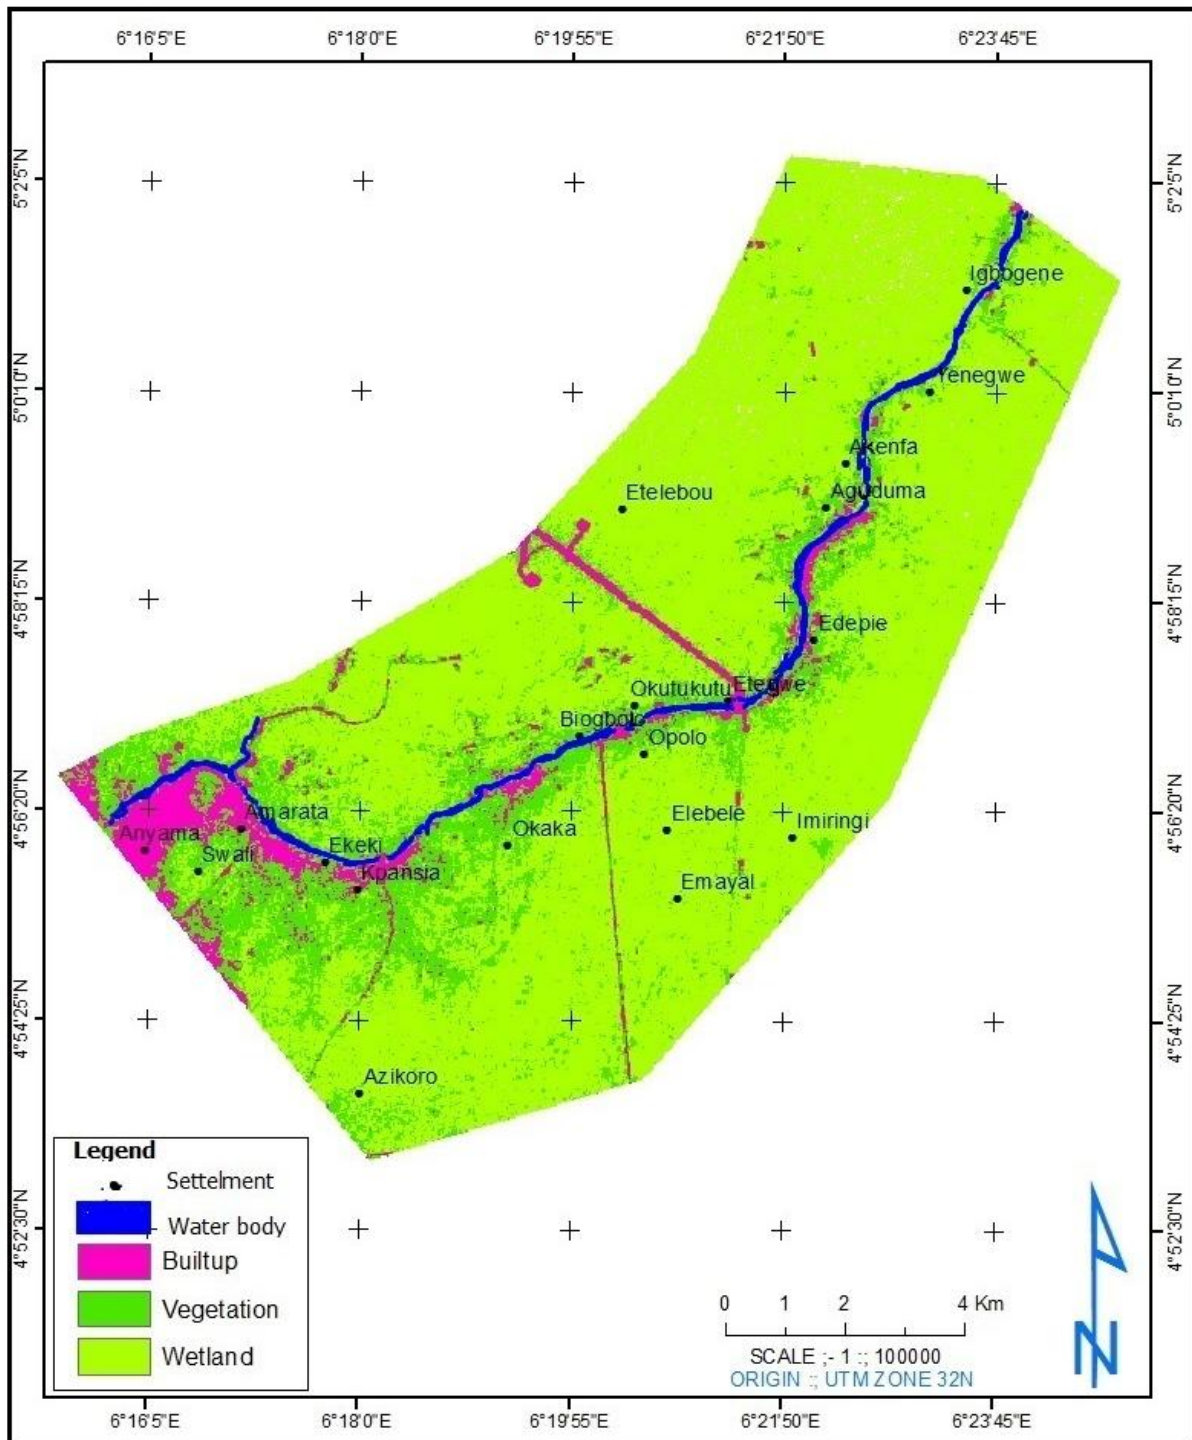 6°16'5"E 6°18'0"E 6°19'55"E 6°21'50"E 6°23'45"E
5°2'5"N 5°2'5"N
Igbogene
5°0'10"N 5°0'10"N
Yenegwe
Akenfa
Etelebou
Aguduma
4°58'15"N 4°58'15"N
Edepie
Okutukutu Etegwe
Biogbolo
Opolo
4°56'20"N 4°56'20"N
Amarata
Elebele
Imiringi
Anyama
Okaka
Ekeki
Swali
Kpansia
Emayal
4°54'25"N 4°54'25"N
Azikoro
Legend
Settelment
Water body
Builtup
Vegetation
Wetland
4°52'30"N 4°52'30"N
0 1 2 4 Km
SCALE ;- 1 :; 100000
ORIGIN :; UTM ZONE 32N
N
6°16'5"E 6°18'0"E 6°19'55"E 6°21'50"E 6°23'45"E